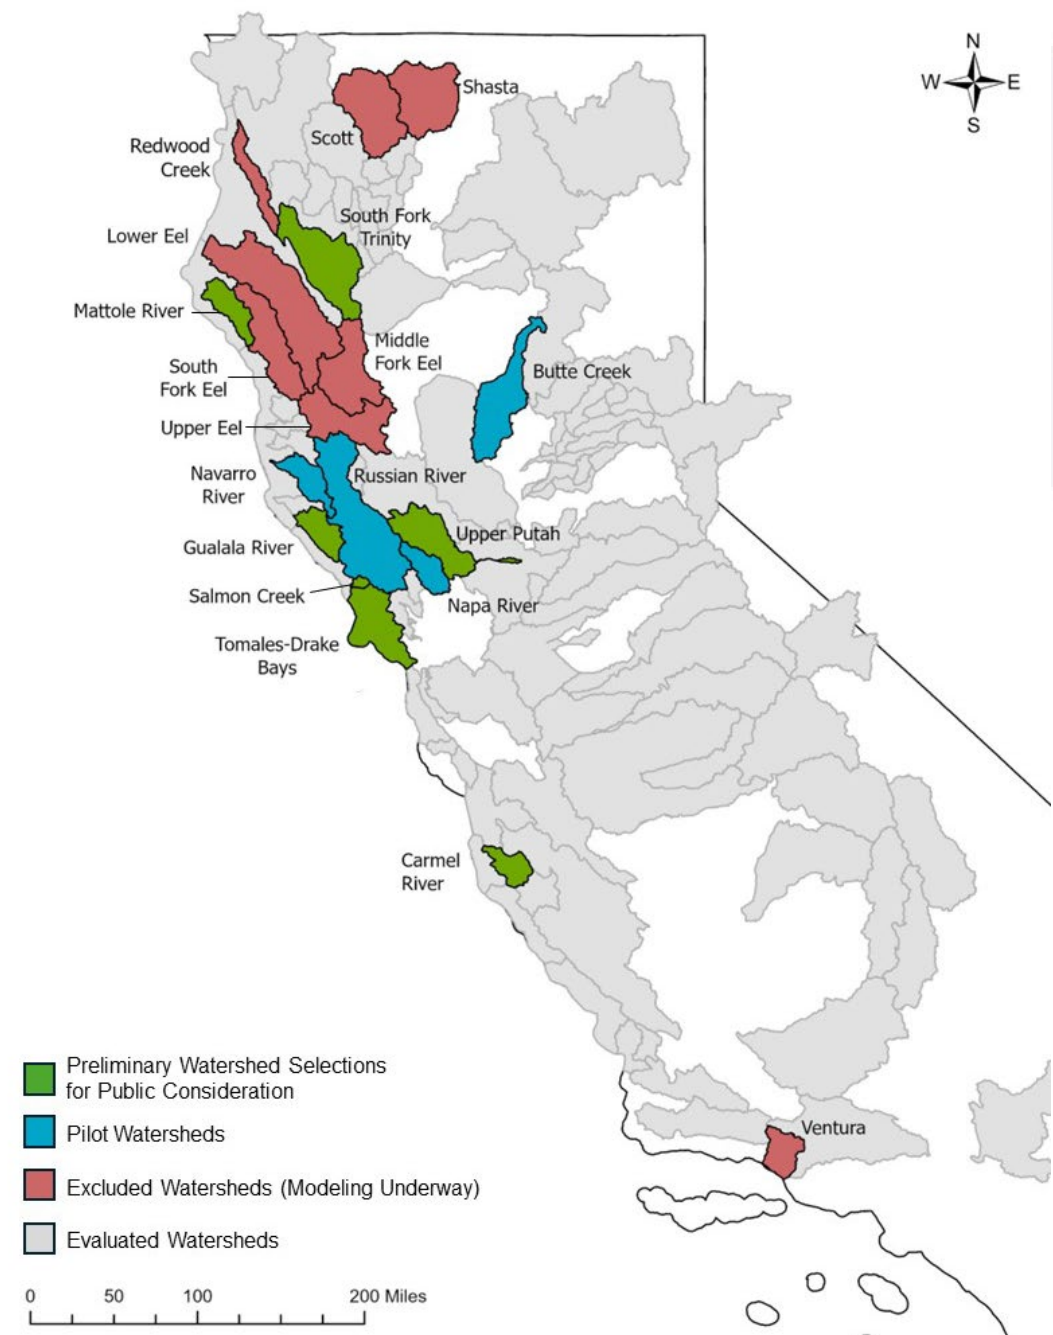 N
W
E
S
Shasta
Scott
Redwood
Creek
South Fork
Trinity
Lower Eel
Mattole River
Middle
Fork Eel
South
Fork Eel
Butte Creek
Upper Eel
Navarro
River
Russian River
Gualala River
Upper Putah
Salmon Creek
Napa River
Tomales-Drake
Bays
Carmel
River
Ventura
Preliminary Watershed Selections
for Public Consideration
Pilot Watersheds
Excluded Watersheds (Modeling Underway)
Evaluated Watersheds
0 50 100 200 Miles